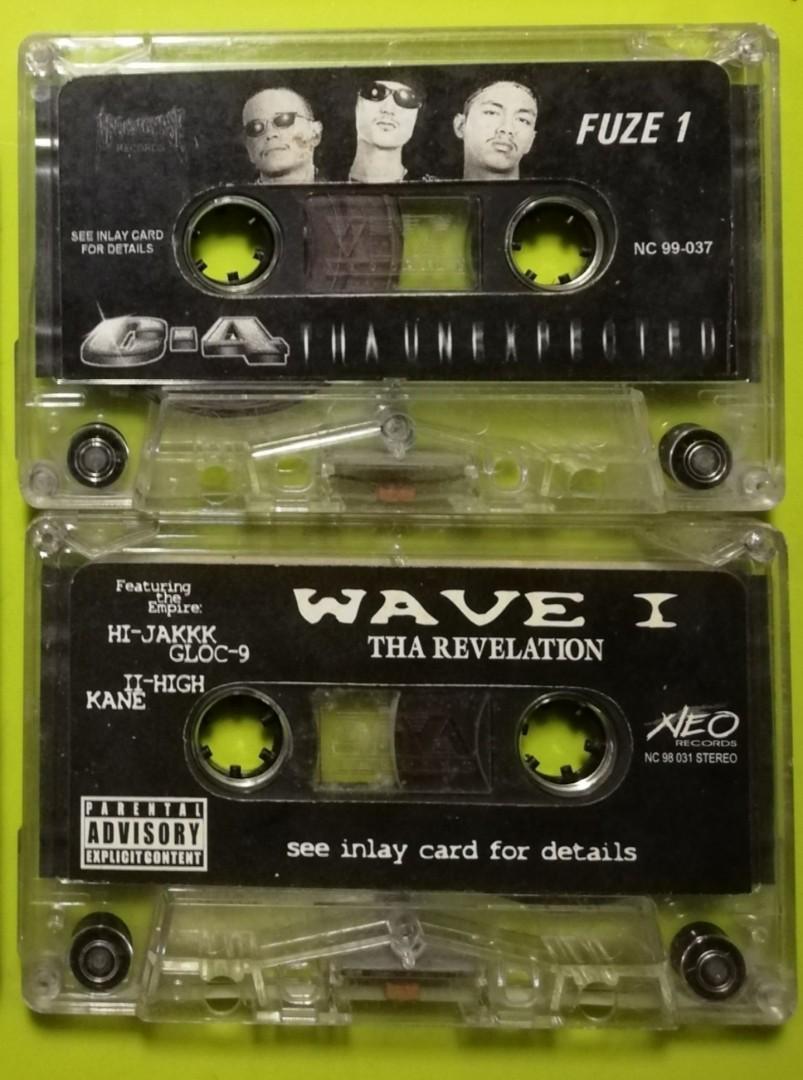 FUZE 1
RECORDS
SEE INLAY CARD
FOR DETAILS
NC 99-037
C-4 THA UNEXPECTED
Featuring
the
Empire:
HI-JAKKK
GLOC-9
II-HIGH
KANE
WAVE I
THA REVELATION
NEO
RECORDS
NC 98 031 STEREO
PARENTAL
ADVISORY
EXPLICIT CONTENT
see inlay card for details